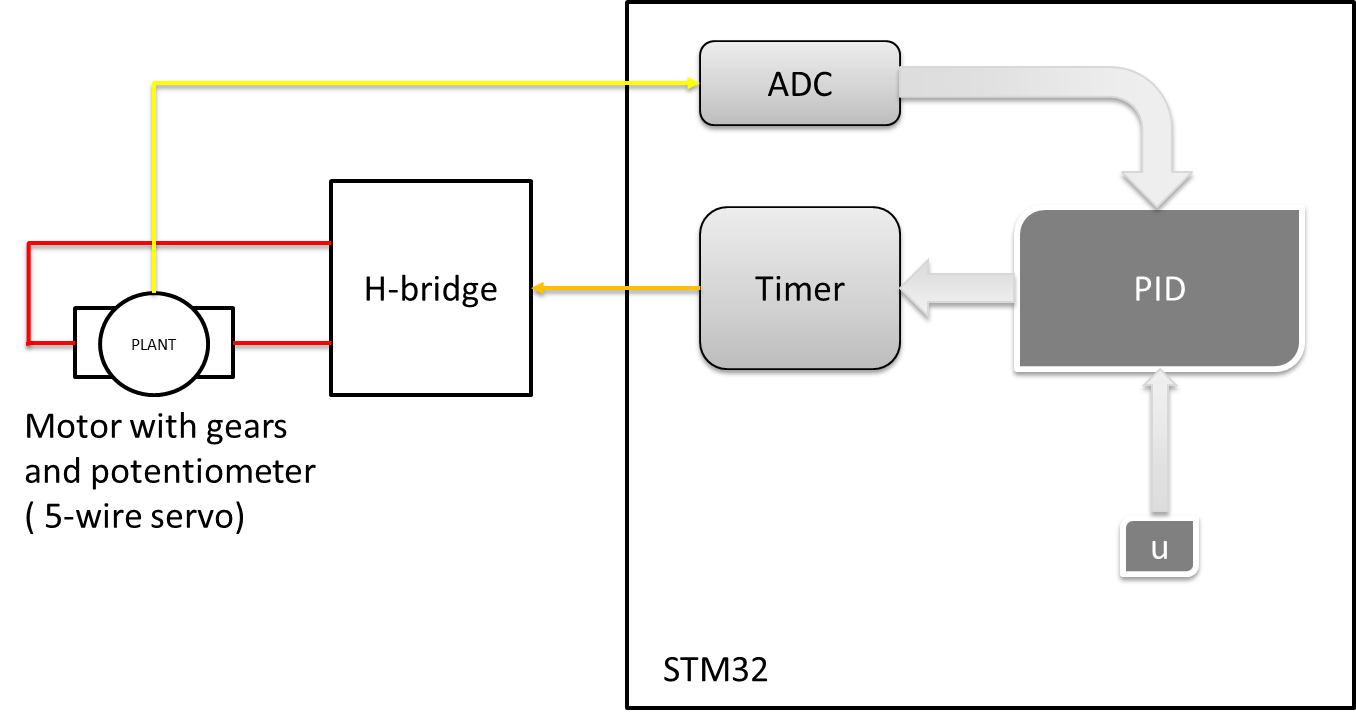 ADC
H-bridge
Timer
PID
PLANT
Motor with gears
and potentiometer
( 5-wire servo)
u
STM32